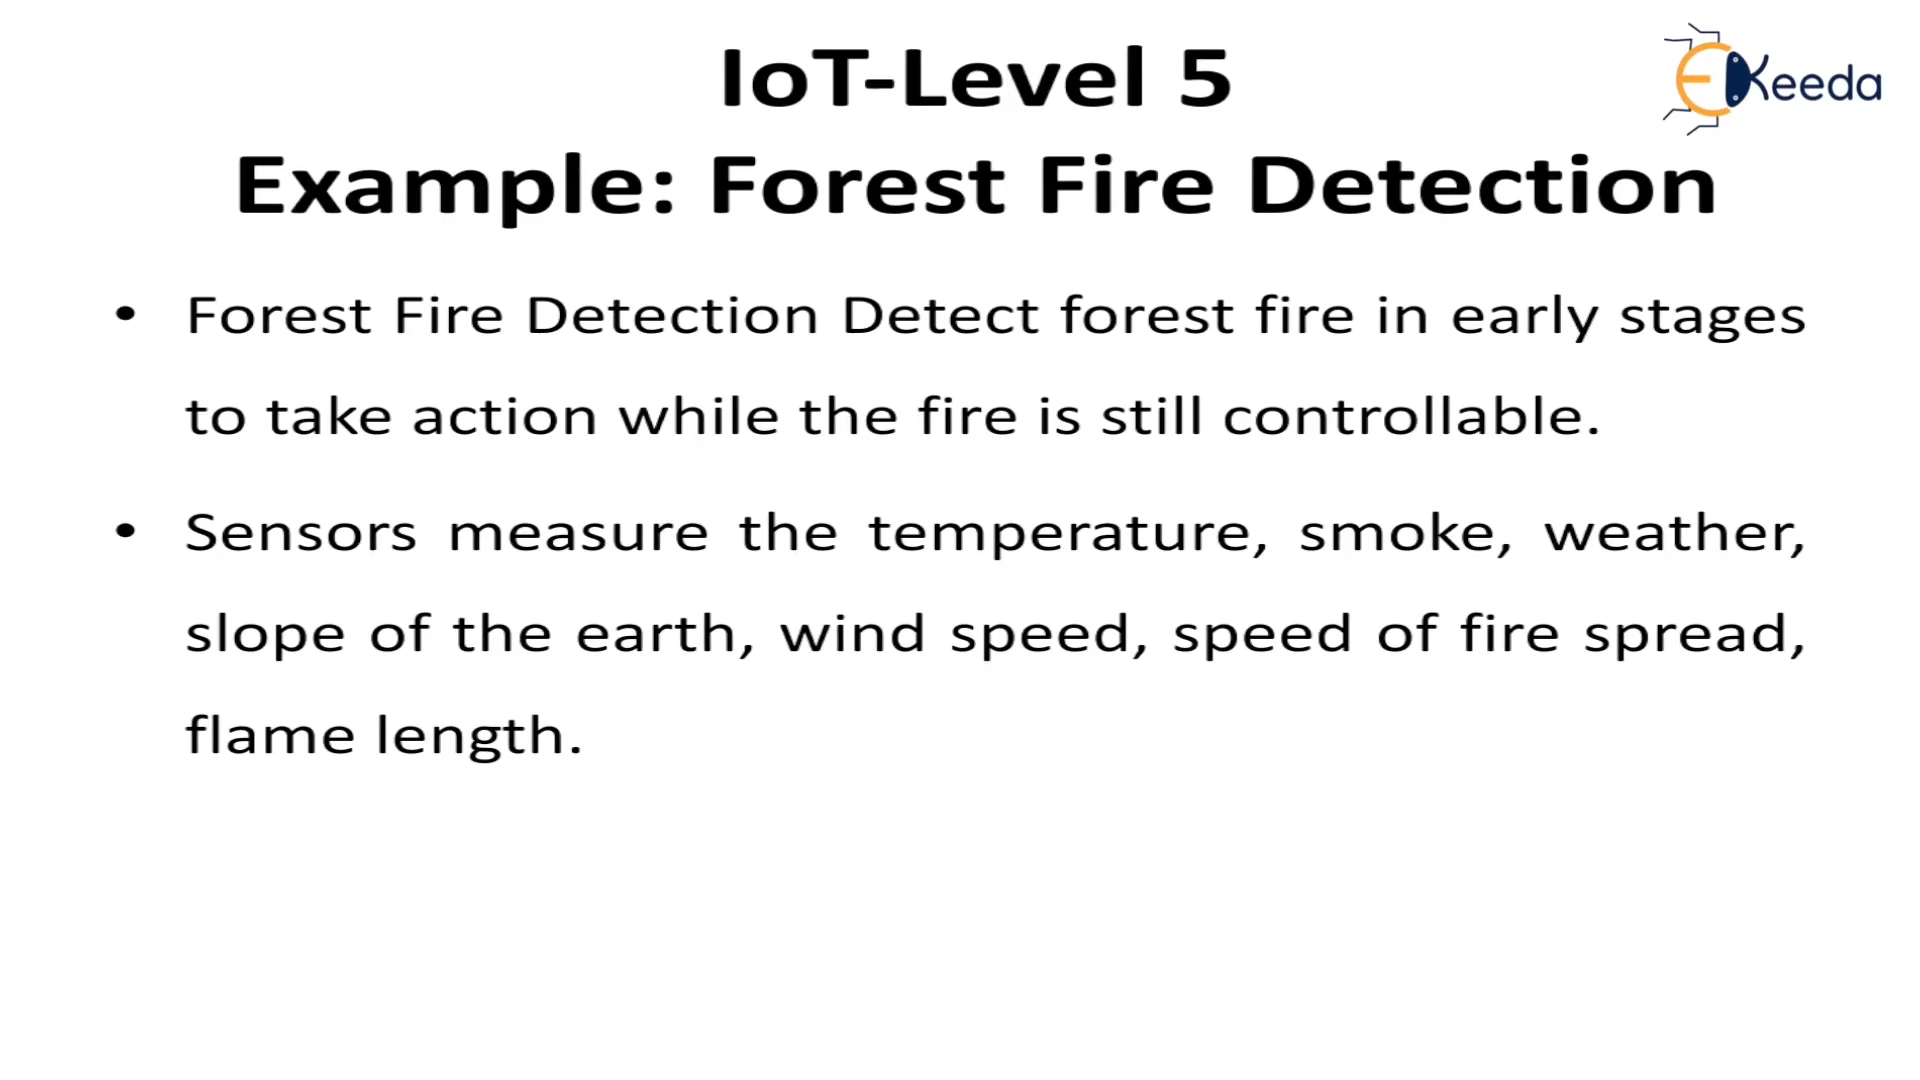 IoT-Level 5
Example: Forest Fire Detection
EKeeda
• Forest Fire Detection Detect forest fire in early stages
to take action while the fire is still controllable.
• Sensors measure the temperature, smoke, weather,
slope of the earth, wind speed, speed of fire spread,
flame length.